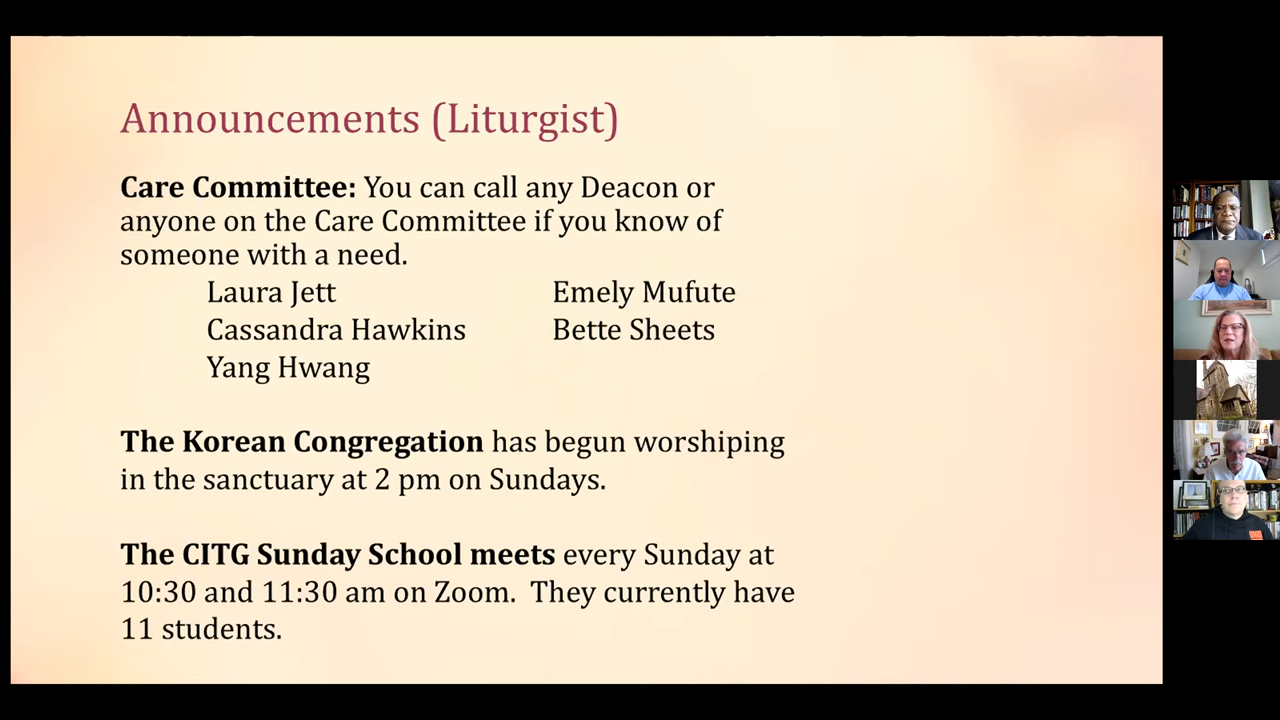 Announcements (Liturgist)
Care Committee: You can call any Deacon or
anyone on the Care Committee if you know of
someone with a need.
Laura Jett Emely Mufute
Cassandra Hawkins Bette Sheets
Yang Hwang
The Korean Congregation has begun worshiping
in the sanctuary at 2 pm on Sundays.
The CITG Sunday School meets every Sunday at
10:30 and 11:30 am on Zoom.  They currently have
11 students.